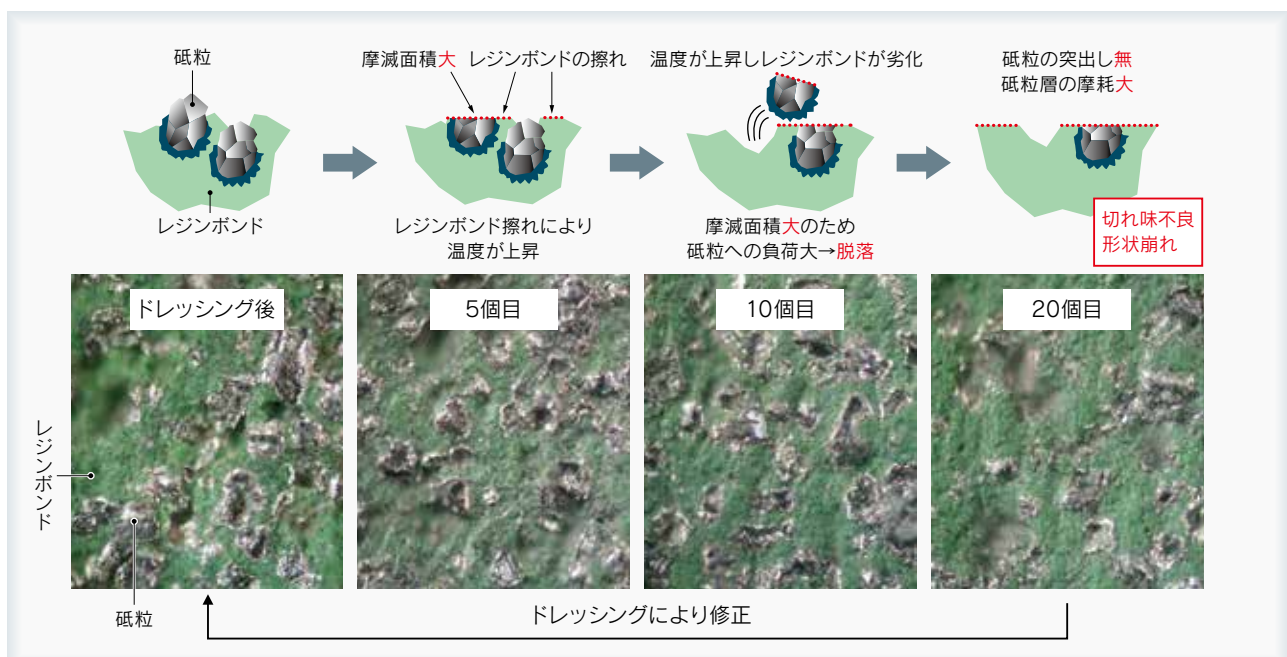 砥粒
レジンボンド
摩滅面積大 レジンボンドの擦れ
レジンボンド擦れにより
温度が上昇
温度が上昇しレジンボンドが劣化
摩滅面積大のため
砥粒への負荷大→脱落
砥粒の突出し無
砥粒層の摩耗大
切れ味不良
形状崩れ
ドレッシング後
5個目
10個目
20個目
レジンボンド
砥粒
ドレッシングにより修正